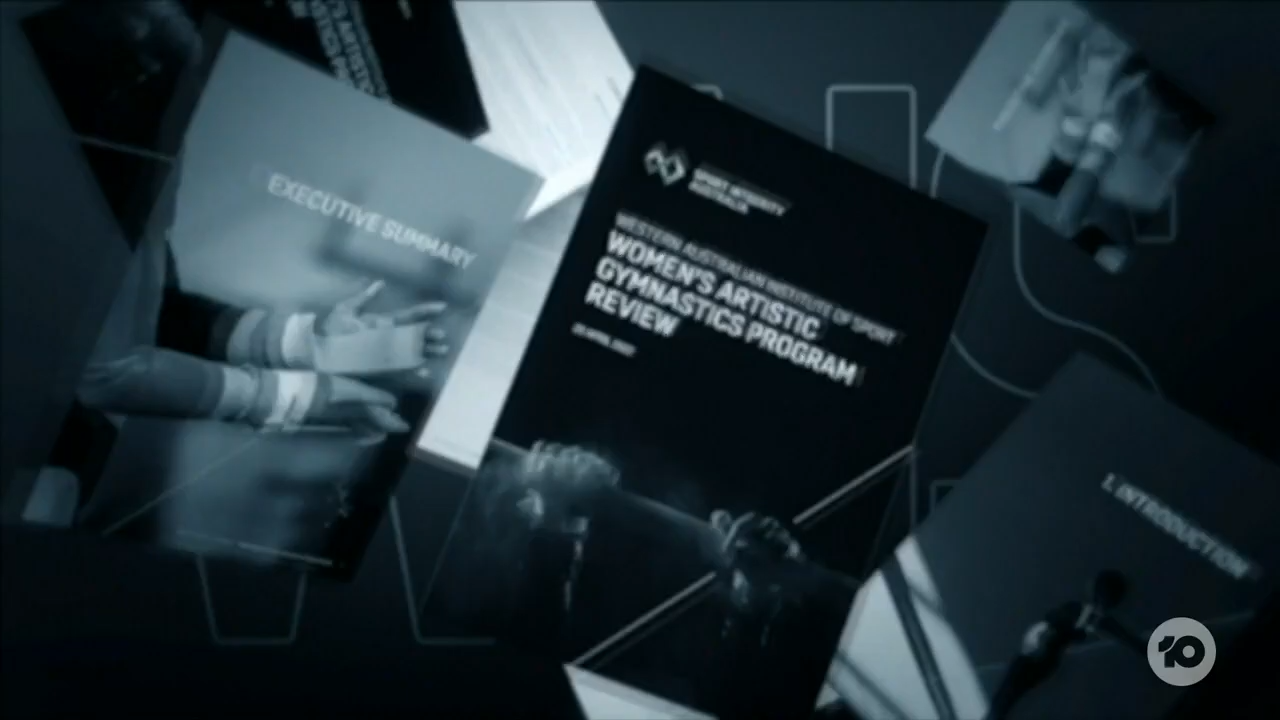 EXECUTIVE SUMMARY
SPORT INTEGRITY
AUSTRALIA
WESTERN AUSTRALIAN INSTITUTE OF SPORT
WOMEN'S ARTISTIC
GYMNASTICS PROGRAM
REVIEW
1. INTRODUCTION
10